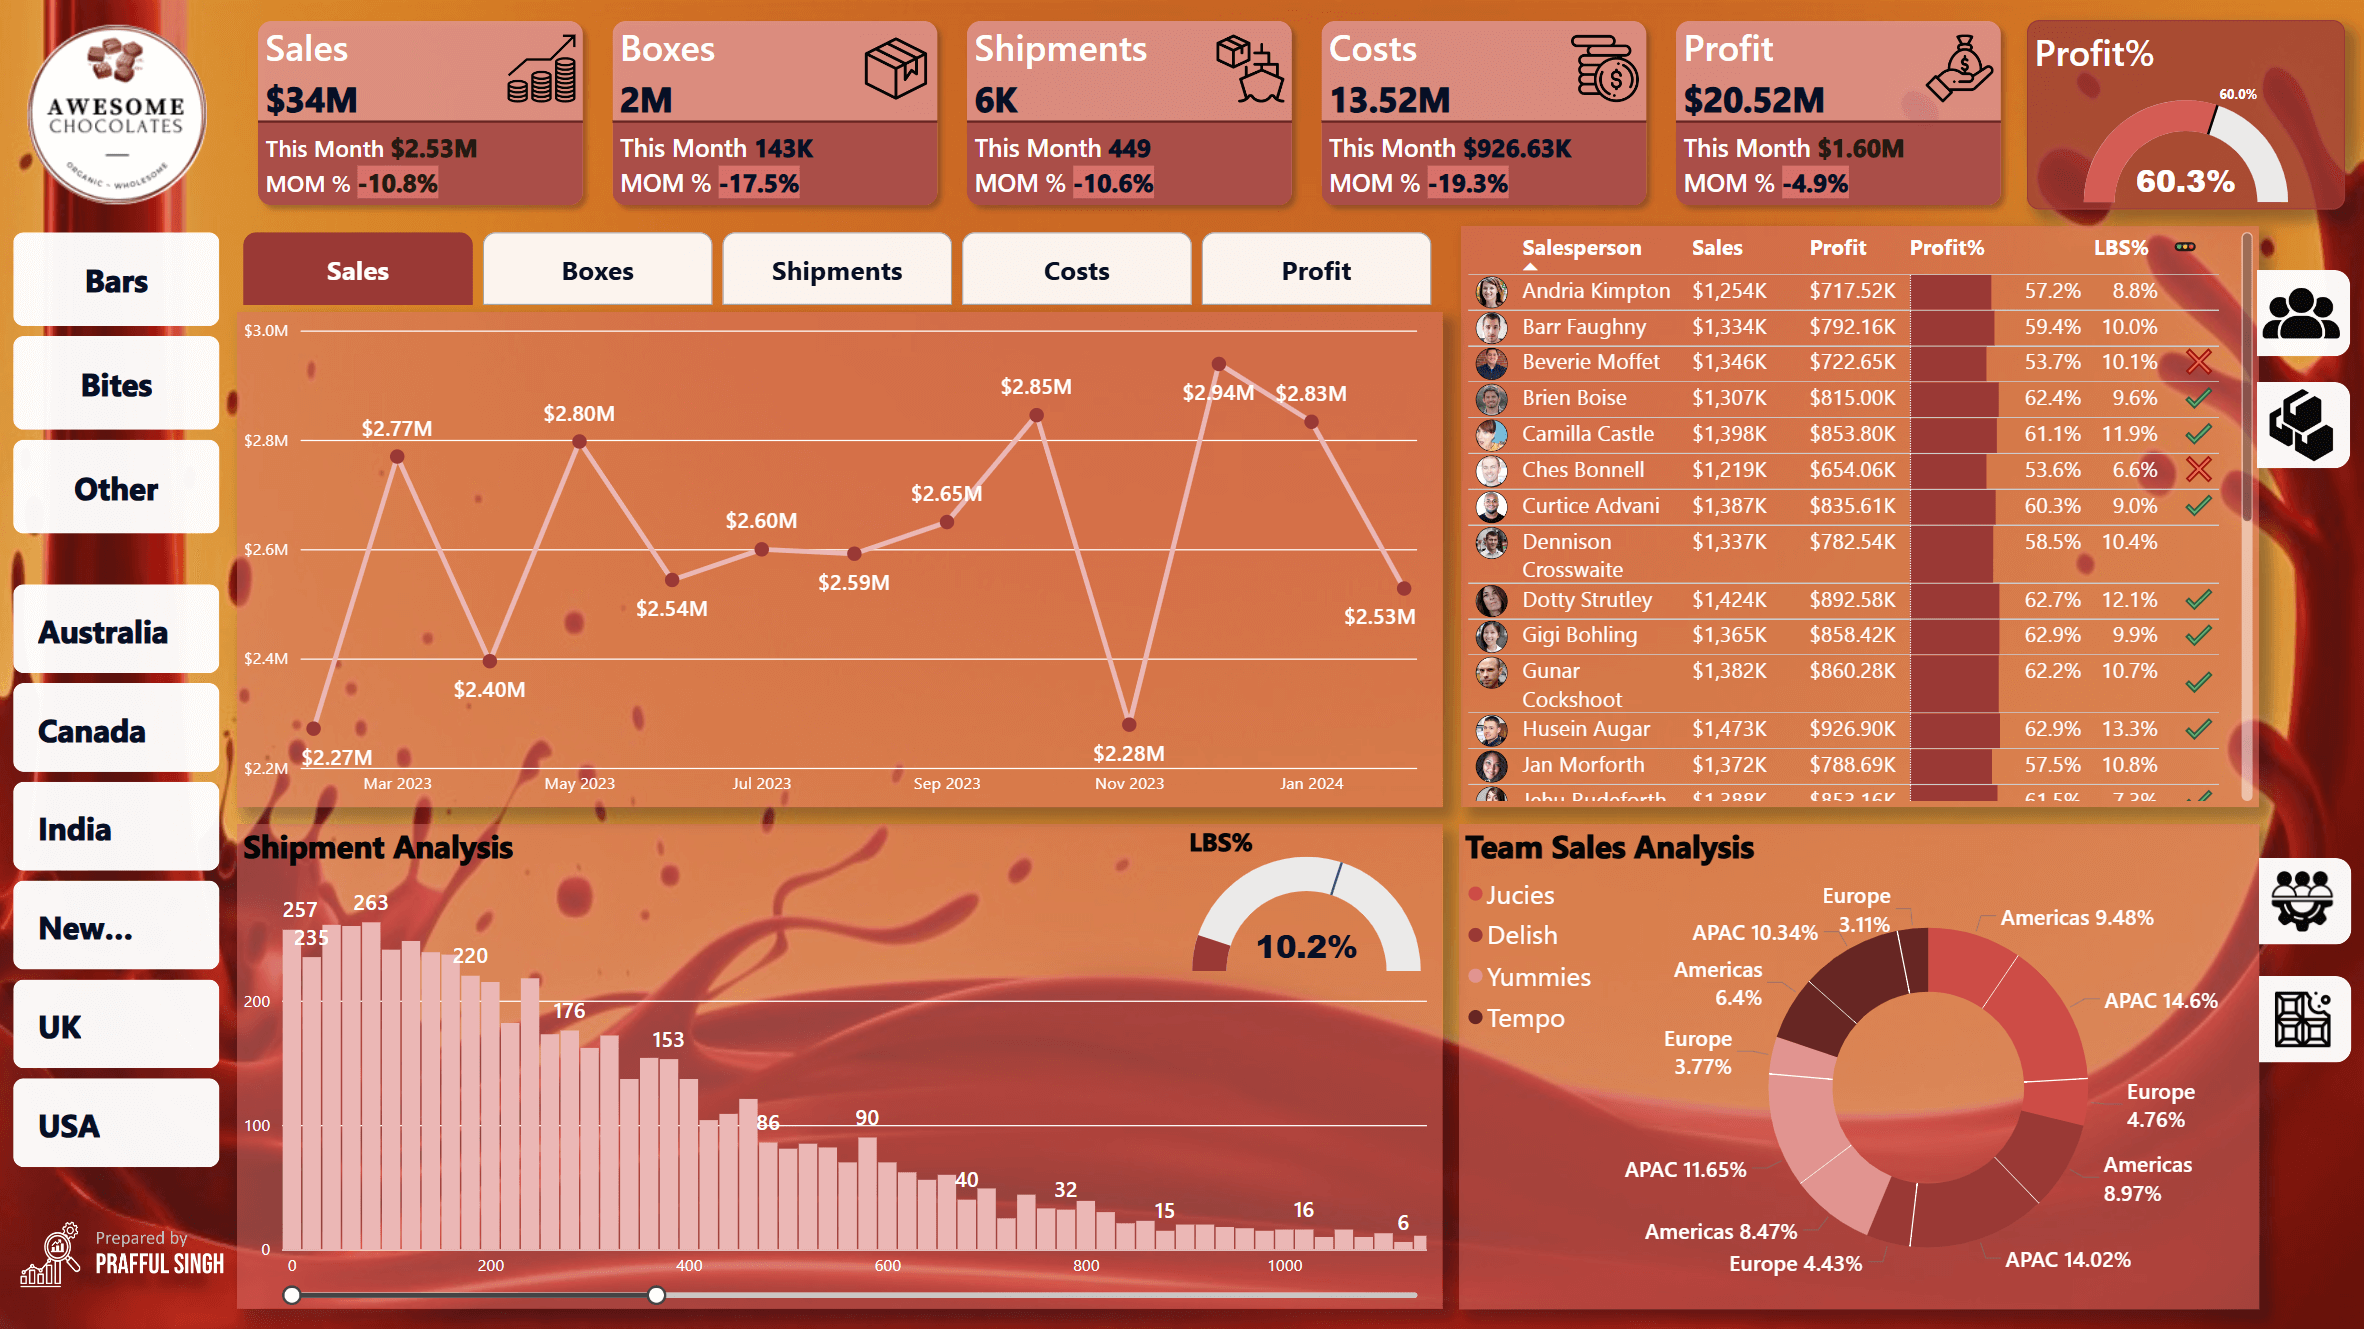 AWESOME
CHOCOLATES
ORGANIC - WHOLESOME
Sales
$34M
This Month $2.53M
MOM % -10.8%
Boxes
2M
This Month 143K
MOM % -17.5%
Shipments
6K
This Month 449
MOM % -10.6%
Costs
13.52M
This Month $926.63K
MOM % -19.3%
Profit
$20.52M
This Month $1.60M
MOM % -4.9%
Profit%
60.0%
60.3%
Bars
Bites
Other
Australia
Canada
India
New...
UK
USA
Prepared by
PRAFFUL SINGH
Sales Boxes Shipments Costs Profit
$3.0M
$2.8M
$2.6M
$2.4M
$2.2M
$2.27M
$2.77M
$2.40M
$2.80M
$2.54M
$2.60M
$2.59M
$2.65M
$2.85M
$2.28M
$2.94M
$2.83M
$2.53M
Mar 2023 May 2023 Jul 2023 Sep 2023 Nov 2023 Jan 2024
Salesperson Sales Profit Profit% LBS%
Andria Kimpton $1,254K $717.52K 57.2% 8.8%
Barr Faughny $1,334K $792.16K 59.4% 10.0%
Beverie Moffet $1,346K $722.65K 53.7% 10.1%
Brien Boise $1,307K $815.00K 62.4% 9.6%
Camilla Castle $1,398K $853.80K 61.1% 11.9%
Ches Bonnell $1,219K $654.06K 53.6% 6.6%
Curtice Advani $1,387K $835.61K 60.3% 9.0%
Dennison $1,337K $782.54K 58.5% 10.4%
Crosswaite
Dotty Strutley $1,424K $892.58K 62.7% 12.1%
Gigi Bohling $1,365K $858.42K 62.9% 9.9%
Gunar $1,382K $860.28K 62.2% 10.7%
Cockshoot
Husein Augar $1,473K $926.90K 62.9% 13.3%
Jan Morforth $1,372K $788.69K 57.5% 10.8%
Jehu Rudeforth $1,388K $853.16K 61.5% 7.3%
Shipment Analysis
LBS%
10.2%
257
235
263
220
176
153
86
90
40
32
15
16
6
200
100
0
0 200 400 600 800 1000
Team Sales Analysis
Jucies
Delish
Yummies
Tempo
Europe
3.11%
Americas 9.48%
APAC 10.34%
Americas
6.4%
APAC 14.6%
Europe
3.77%
Europe
4.76%
APAC 11.65%
Americas
8.97%
Americas 8.47%
Europe 4.43%
APAC 14.02%